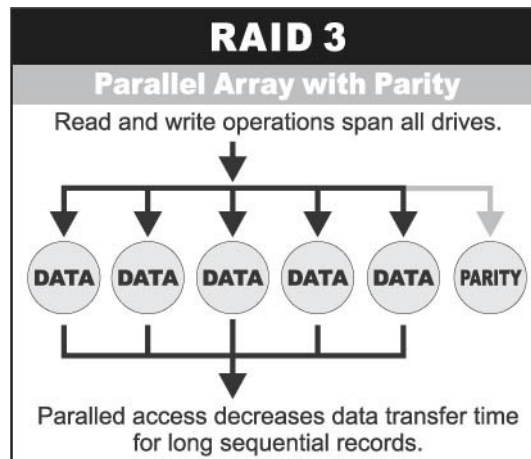 RAID 3
Parallel Array with Parity
Read and write operations span all drives.
DATA DATA DATA DATA DATA PARITY
Paralled access decreases data transfer time
for long sequential records.